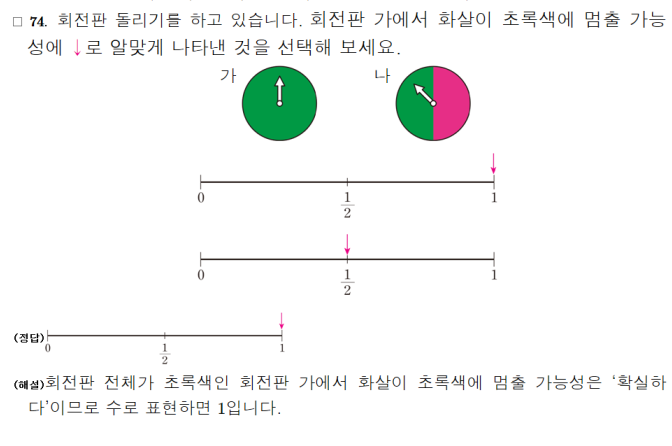 □ 74. 회전판 돌리기를 하고 있습니다. 회전판 가에서 화살이 초록색에 멈출 가능
성에 ↓로 알맞게 나타낸 것을 선택해 보세요.
가 나
0 1/2 1
0 1/2 1
(정답)
0 1/2 1
(해설)회전판 전체가 초록색인 회전판 가에서 화살이 초록색에 멈출 가능성은 ‘확실하
다’이므로 수로 표현하면 1입니다.